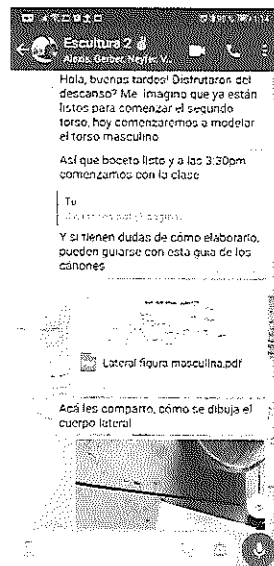 Escultura 2
Alexis, Gerber, Neyfer, V...
Hola, buenas tardes! Disfrutaron del
descanso? Me imagino que ya están
listos para comenzar el segundo
torso, hoy comenzaremos a modelar
el torso masculino
Así que boceto listo y a las 3:30pm
comenzamos con la clase
Tu
Y si tienen dudas de cómo elaborarlo,
pueden guiarse con esta guia de los
cánones
Lateral figura masculina.pdf
Acá les comparto, cómo se dibuja el
cuerpo lateral